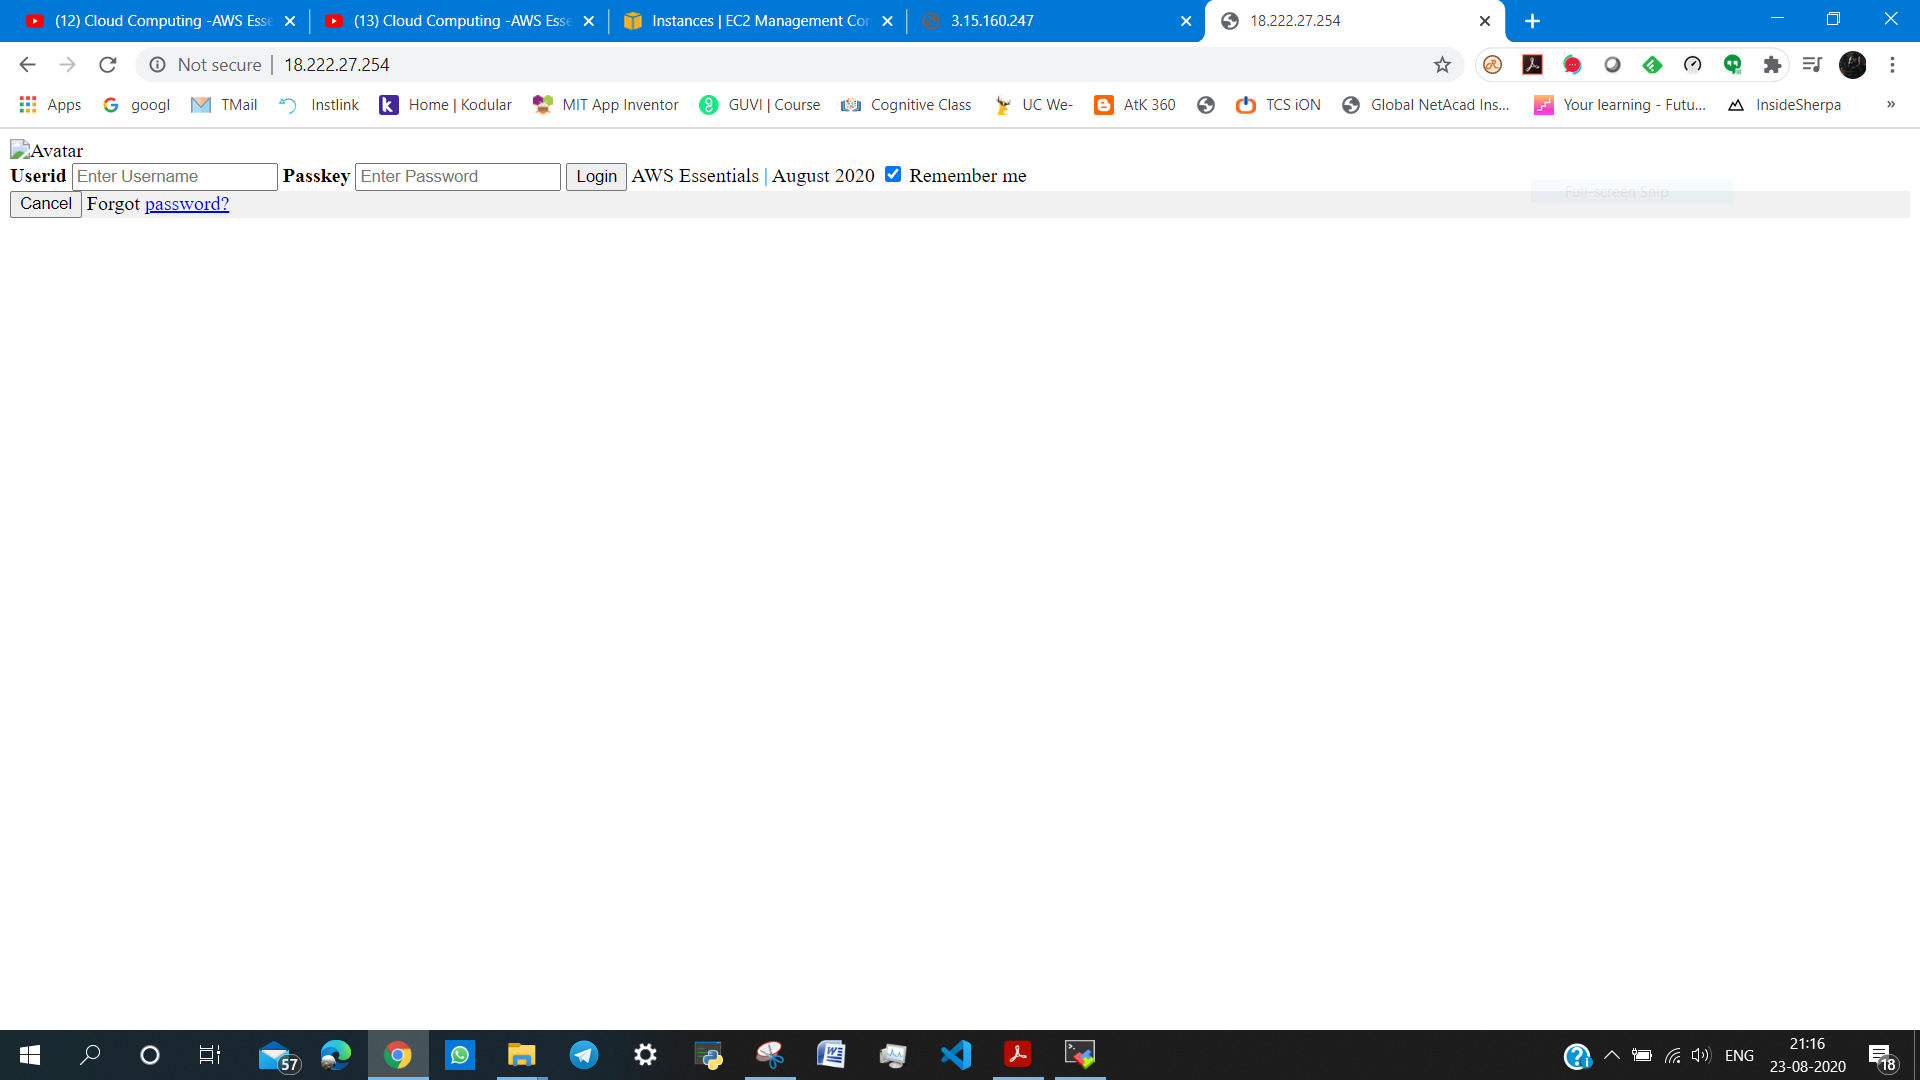 (12) Cloud Computing -AWS Esse
(13) Cloud Computing -AWS Esse
Instances | EC2 Management Con
3.15.160.247
18.222.27.254
Not secure | 18.222.27.254
Apps googl TMail Instlink Home | Kodular MIT App Inventor GUVI | Course Cognitive Class UC We- AtK 360 TCS iON Global NetAcad Ins... Your learning - Futu... InsideSherpa »
Avatar
Userid Enter Username Passkey Enter Password Login AWS Essentials | August 2020 Remember me
Full-screen Snip
Cancel Forgot password?
57
ENG
21:16
23-08-2020
18